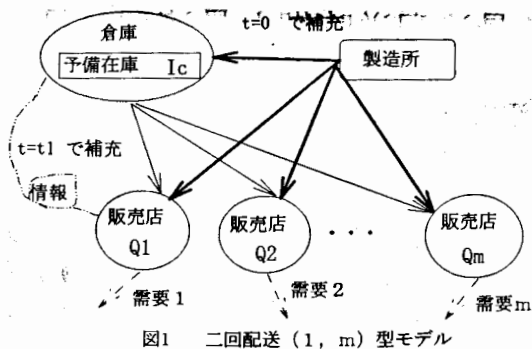 t=0 で補充
倉庫
予備在庫 Ic
製造所
t=t1 で補充
情報
販売店
Q1
販売店
Q2
・・・
販売店
Qm
需要1
需要2
需要m
図1 二回配送(1, m)型モデル